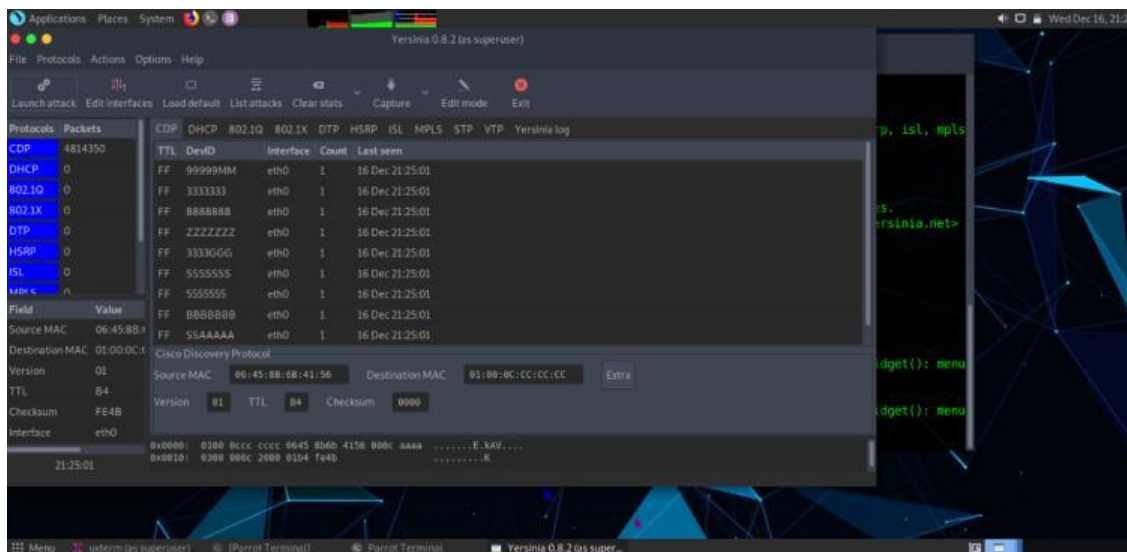 Applications Places System
Wed Dec 16, 21:2
Yersinia 0.8.2 (as superuser)
File Protocols Actions Options Help
Launch attack Edit interfaces Load default List attacks Clear stats Capture Edit mode Exit
Protocols Packets
CDP 4814350
DHCP 0
802.1Q 0
802.1X 0
DTP 0
HSRP 0
ISL 0
MPLS 0
CDP DHCP 802.1Q 802.1X DTP HSRP ISL MPLS STP VTP Yersinia log
TTL DevID Interface Count Last seen
FF 99999MM eth0 1 16 Dec 21:25:01
FF 3333333 eth0 1 16 Dec 21:25:01
FF 8888888 eth0 1 16 Dec 21:25:01
FF ZZZZZZZ eth0 1 16 Dec 21:25:01
FF 3333GGG eth0 1 16 Dec 21:25:01
FF SSSSSSS eth0 1 16 Dec 21:25:01
FF eth0 1 16 Dec 21:25:01
FF BBBBBBB eth0 1 16 Dec 21:25:01
FF SSAAAAA eth0 1 16 Dec 21:25:01
Field Value
Source MAC 06:45:8B:
Destination MAC 01:00:0C:
Version 01
TTL B4
Checksum FE4B
Interface eth0
21:25:01
Cisco Discovery Protocol
Source MAC 06:45:8B:6B:41:56 Destination MAC 01:00:0C:CC:CC:CC Extra
Version 01 TTL B4 Checksum 0000
0x0000: 0100 0ccc cccc 0645 8b6b 4156 000c aaaa .......E.kAV....
0x0010: 0300 000c 2000 01b4 fe4b .........K
p, isl, mpls
es.
ersinia.net>
dget(): menu
dget(): menu
Menu uxterm (as superuser) [Parrot Terminal] Parrot Terminal Yersinia 0.8.2 (as super...